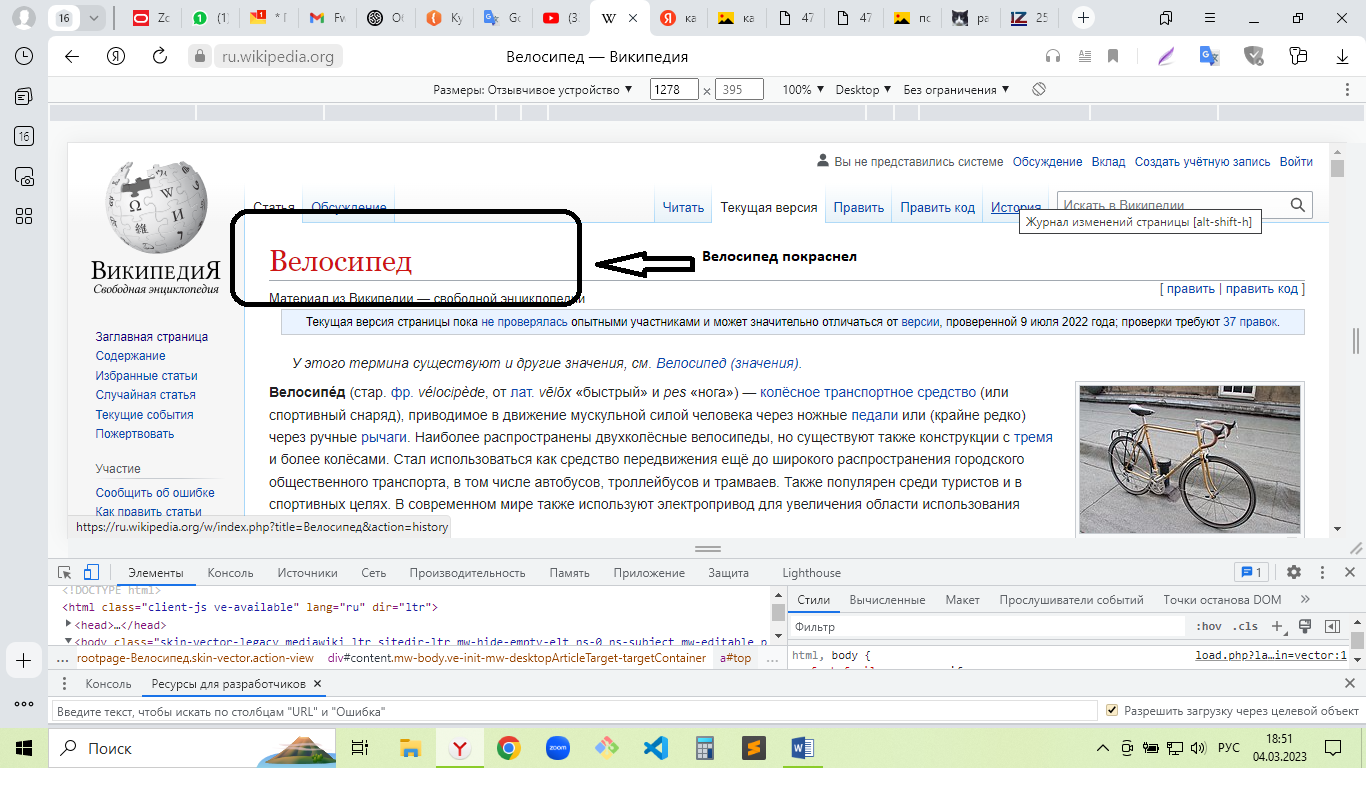 16
Zс
(1)
* Г
Fw
Of
Ку
Gc
(3
W
ка
ка
47
47
пс
ра
25
ru.wikipedia.org
Велосипед — Википедия
Размеры: Отзывчивое устройство ▼ 1278 × 395 100% ▼ Desktop ▼ Без ограничения ▼
16
Вы не представились системе Обсуждение Вклад Создать учётную запись Войти
Статья Обсуждение Читать Текущая версия Править Править код История Искать в Википедии
Журнал изменений страницы [alt-shift-h]
ВикипедиЯ
Свободная энциклопедия
Велосипед
Велосипед покраснел
[ править | править код ]
Материал из Википедии — свободной энциклопедии
Текущая версия страницы пока не проверялась опытными участниками и может значительно отличаться от версии, проверенной 9 июля 2022 года; проверки требуют 37 правок.
Заглавная страница
Содержание
Избранные статьи
Случайная статья
Текущие события
Пожертвовать
Участие
Сообщить об ошибке
Как править статьи
У этого термина существуют и другие значения, см. Велосипед (значения).
Велосипе́д (стар. фр. vélocipède, от лат. vēlōx «быстрый» и pes «нога») — колёсное транспортное средство (или
спортивный снаряд), приводимое в движение мускульной силой человека через ножные педали или (крайне редко)
через ручные рычаги. Наиболее распространены двухколёсные велосипеды, но существуют также конструкции с тремя
и более колёсами. Стал использоваться как средство передвижения ещё до широкого распространения городского
общественного транспорта, в том числе автобусов, троллейбусов и трамваев. Также популярен среди туристов и в
спортивных целях. В современном мире также используют электропривод для увеличения области использования
https://ru.wikipedia.org/w/index.php?title=Велосипед&action=history
Элементы Консоль Источники Сеть Производительность Память Приложение Защита Lighthouse 1
<!DOCTYPE html>
<html class="client-js ve-available" lang="ru" dir="ltr">
<head>…</head>
<body class="skin-vector-legacy mediawiki ltr sitedir-ltr mw-hide-empty-elt ns-0 ns-subject mw-editable p
… rootpage-Велосипед.skin-vector.action-view div#content.mw-body.ve-init-mw-desktopArticleTarget-targetContainer a#top …
Стили Вычисленные Макет Прослушиватели событий Точки останова DOM »
Фильтр :hov .cls +
html, body { load.php?la…in=vector:1
Консоль Ресурсы для разработчиков ×
Введите текст, чтобы искать по столбцам "URL" и "Ошибка" Разрешить загрузку через целевой объект
Поиск
zoom
РУС
18:51
04.03.2023